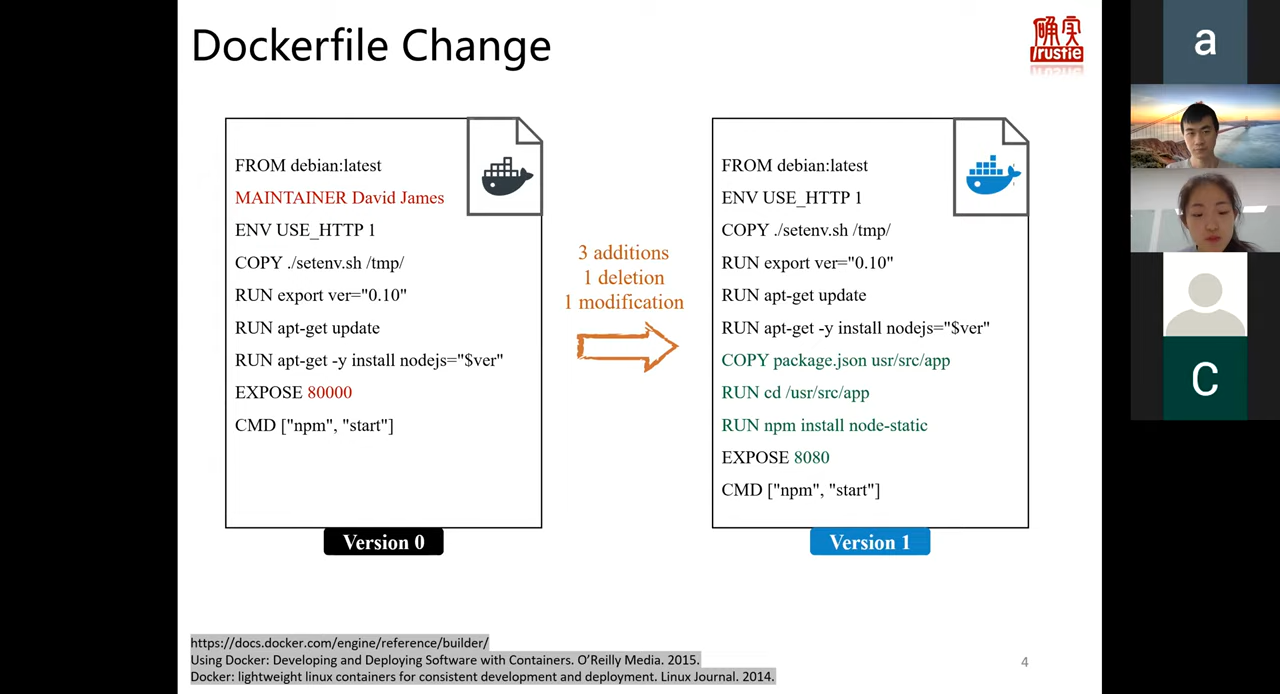 Dockerfile Change
确实
Trustie
FROM debian:latest
MAINTAINER David James
ENV USE_HTTP 1
COPY ./setenv.sh /tmp/
RUN export ver="0.10"
RUN apt-get update
RUN apt-get -y install nodejs="$ver"
EXPOSE 80000
CMD ["npm", "start"]
Version 0
3 additions
1 deletion
1 modification
FROM debian:latest
ENV USE_HTTP 1
COPY ./setenv.sh /tmp/
RUN export ver="0.10"
RUN apt-get update
RUN apt-get -y install nodejs="$ver"
COPY package.json usr/src/app
RUN cd /usr/src/app
RUN npm install node-static
EXPOSE 8080
CMD ["npm", "start"]
Version 1
https://docs.docker.com/engine/reference/builder/
Using Docker: Developing and Deploying Software with Containers. O'Reilly Media. 2015.
Docker: lightweight linux containers for consistent development and deployment. Linux Journal. 2014.
4
a
C